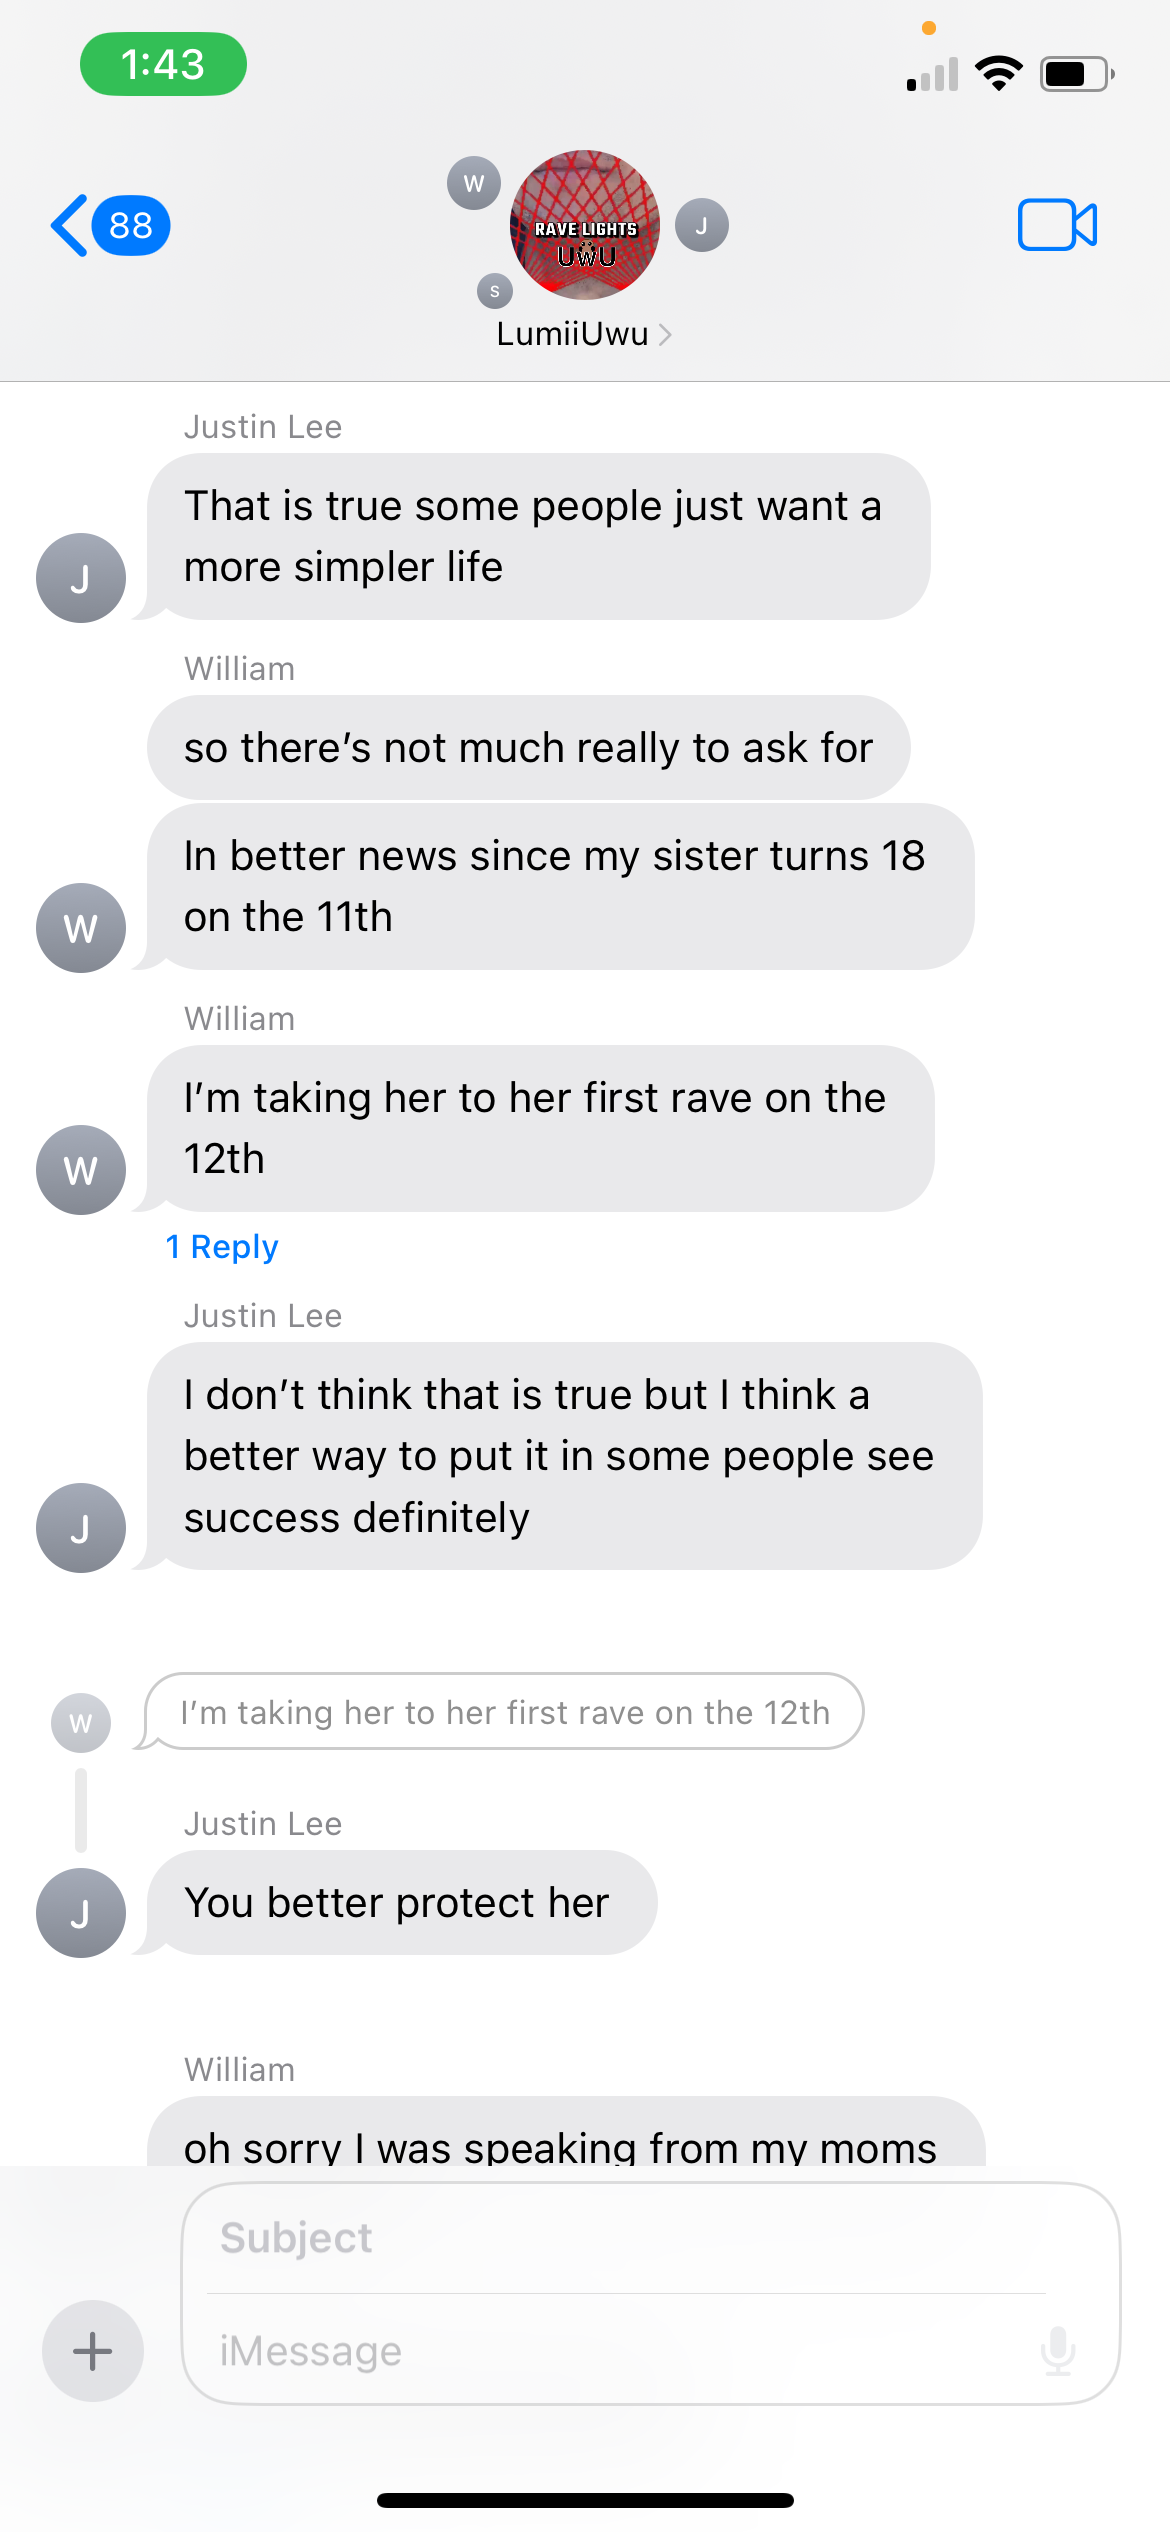 1:43
88
W
RAVE LIGHTS
UWU
J
S
LumiiUwu
Justin Lee
That is true some people just want a
more simpler life
J
William
so there's not much really to ask for
In better news since my sister turns 18
on the 11th
W
William
I'm taking her to her first rave on the
12th
W
1 Reply
Justin Lee
I don't think that is true but I think a
better way to put it in some people see
success definitely
J
W
I'm taking her to her first rave on the 12th
Justin Lee
You better protect her
J
William
oh sorry I was speaking from my moms
Subject
iMessage